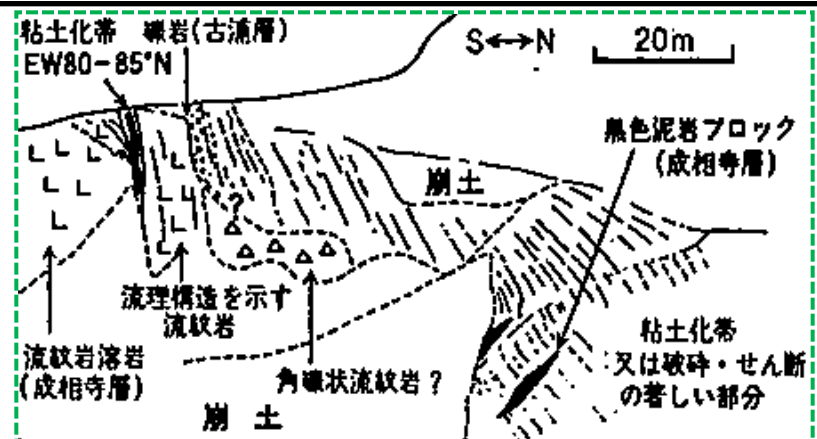 粘土化帯 礫岩(古浦層)
EW80-85°N
S↔N
20m
黒色泥岩ブロック
(成相寺層)
崩土
?
流理構造を示す
流紋岩
流紋岩溶岩
(成相寺層)
角礫状流紋岩?
崩土
粘土化帯
又は破砕・せん断
の著しい部分